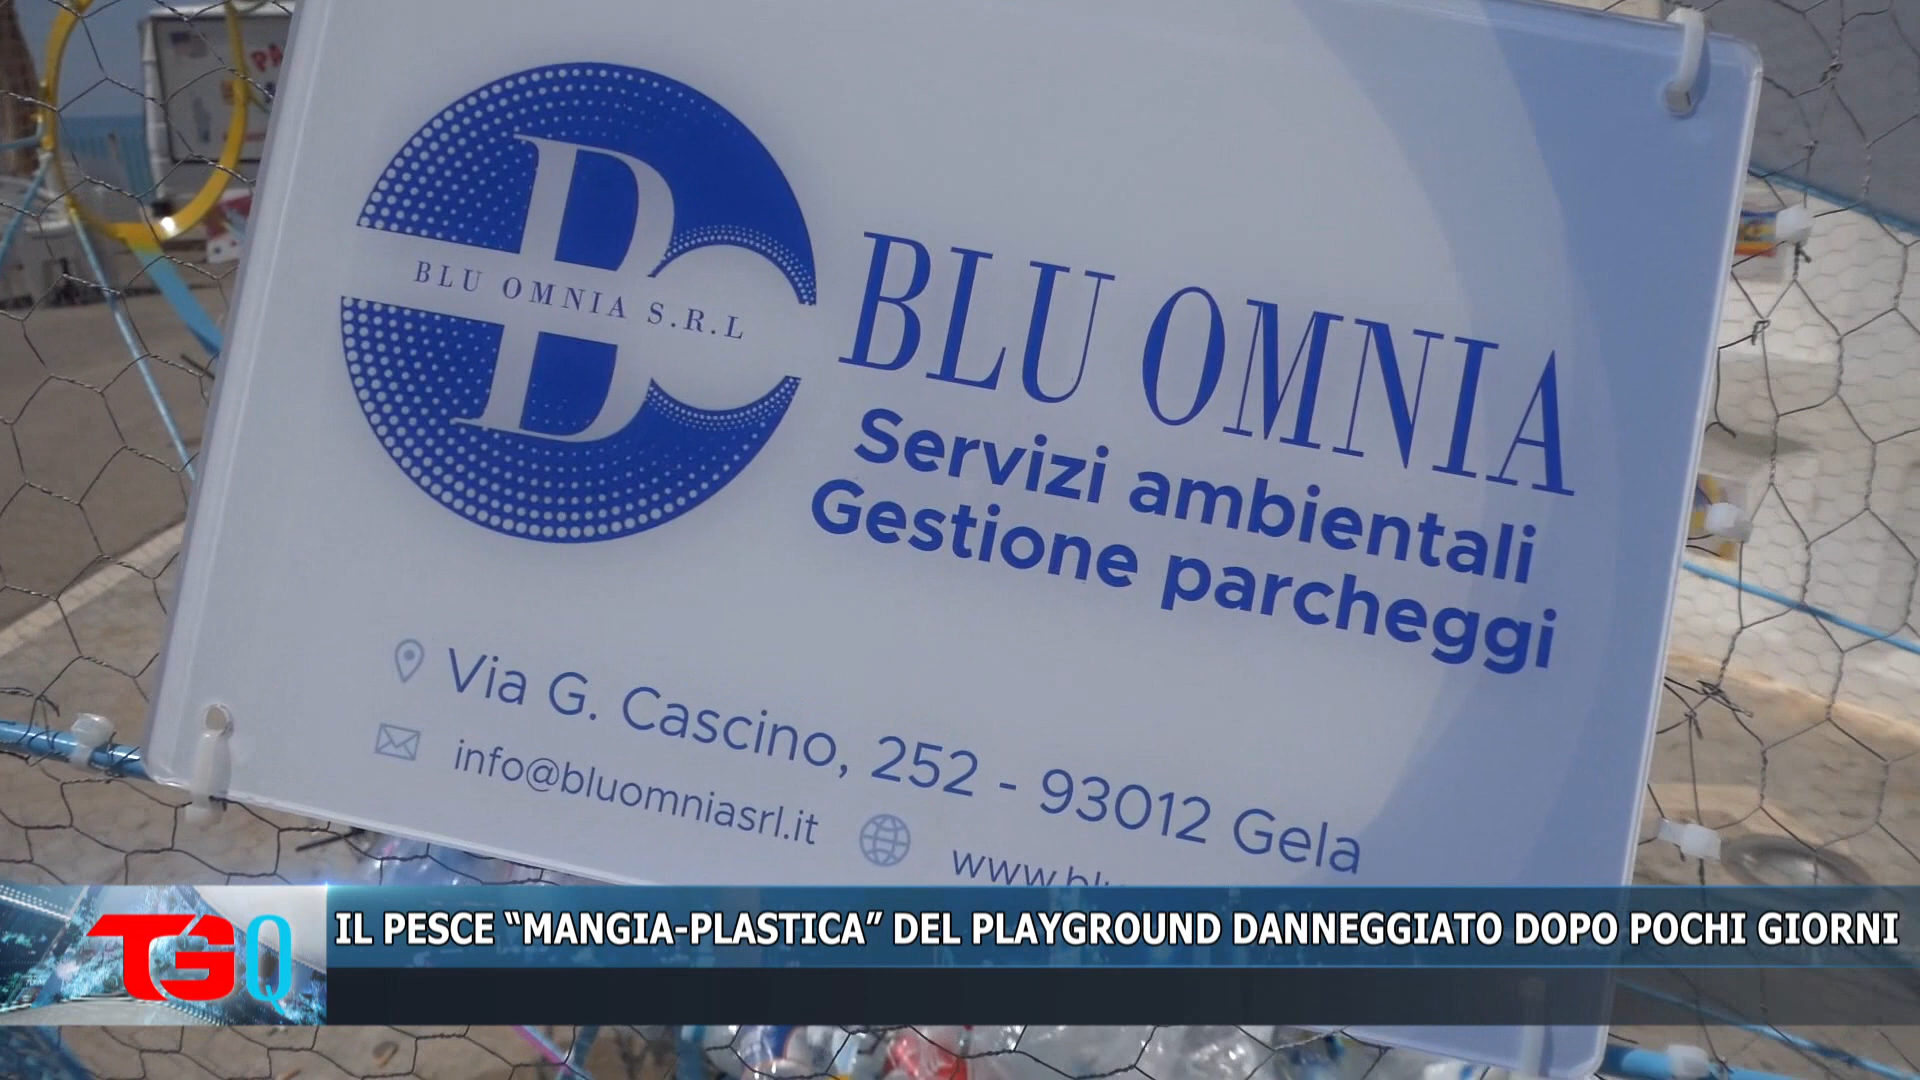 BLU OMNIA S.R.L
BLU OMNIA
Servizi ambientali
Gestione parcheggi
Via G. Cascino, 252 - 93012 Gela
info@bluomniasrl.it
TGQ
IL PESCE “MANGIA-PLASTICA” DEL PLAYGROUND DANNEGGIATO DOPO POCHI GIORNI